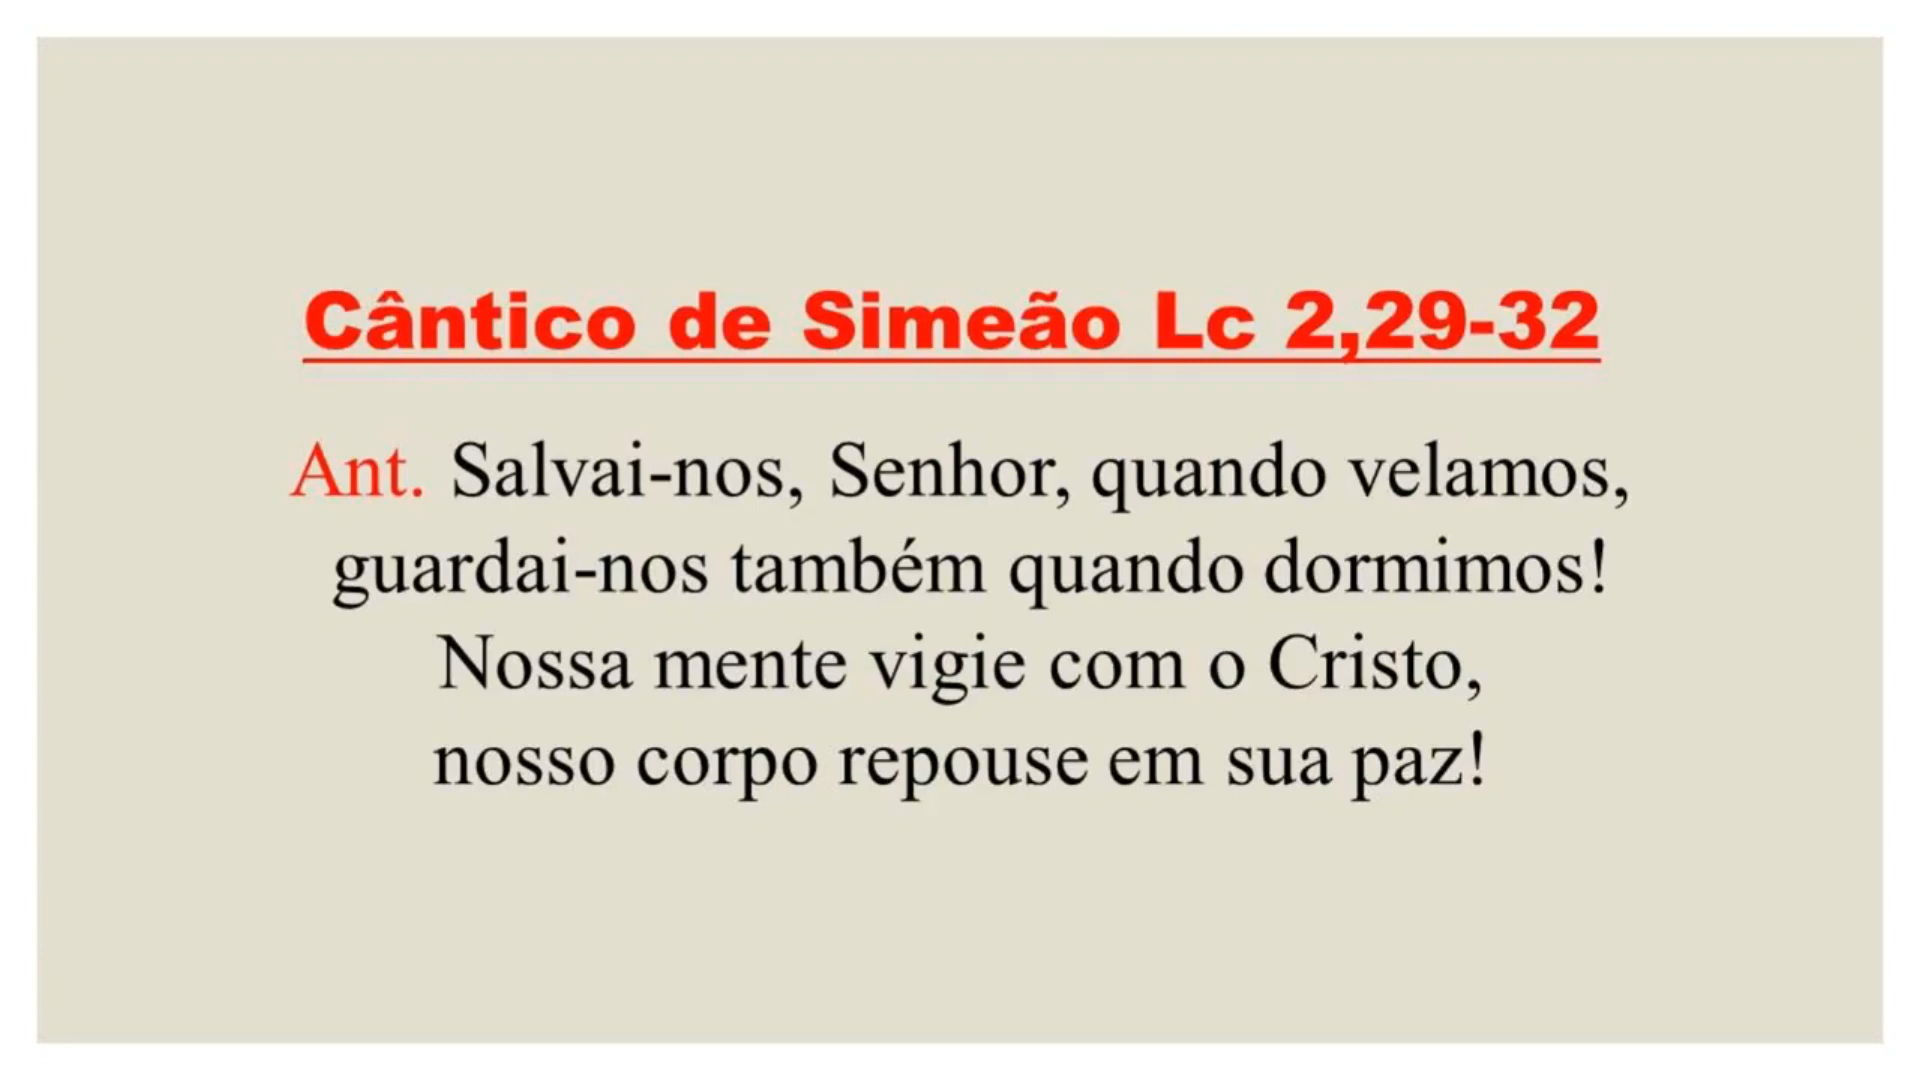 Cântico de Simeão Lc 2,29-32
Ant. Salvai-nos, Senhor, quando velamos,
guardai-nos também quando dormimos!
Nossa mente vigie com o Cristo,
nosso corpo repouse em sua paz!